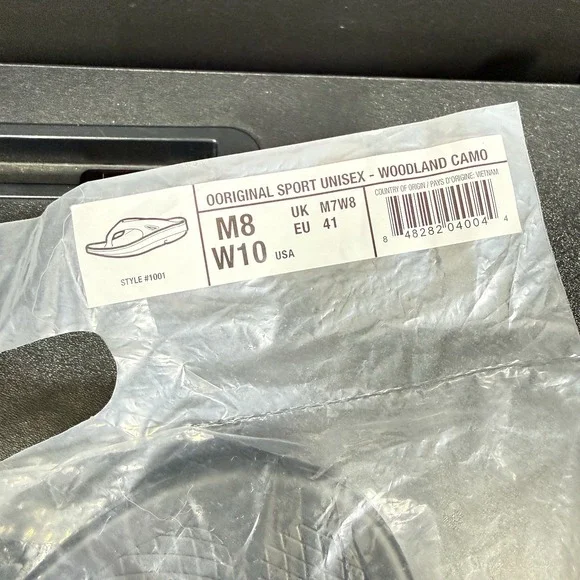 OORIGINAL SPORT UNISEX - WOODLAND CAMO
M8 UK M7W8
W10 USA EU 41
STYLE #1001
COUNTRY OF ORIGIN / PAYS D'ORIGINE: VIETNAM
8 48282 04004 4